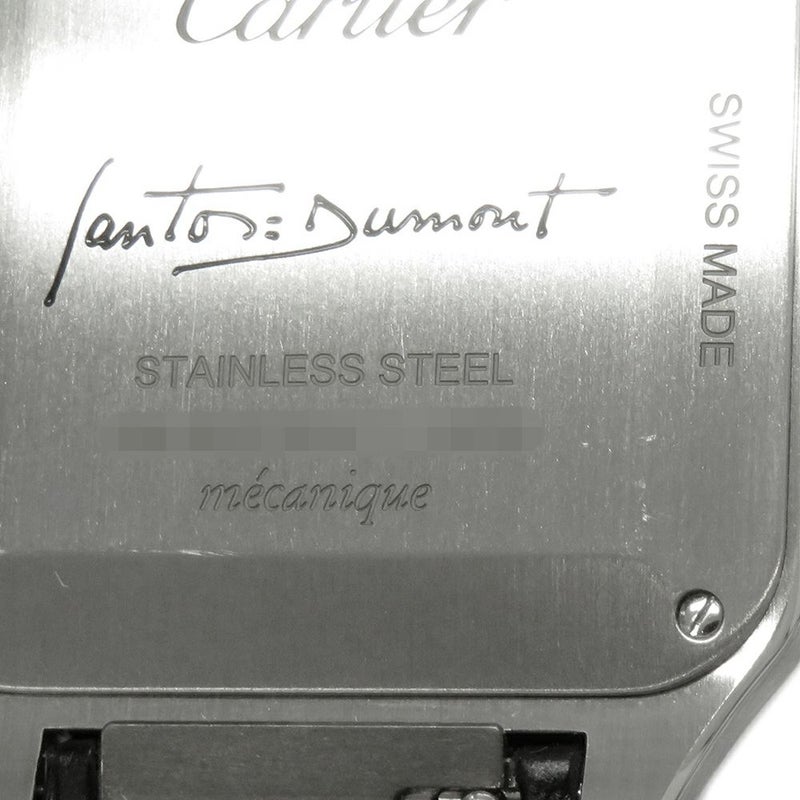 Cartier
Santos=Dumont
STAINLESS STEEL
mécanique
SWISS MADE